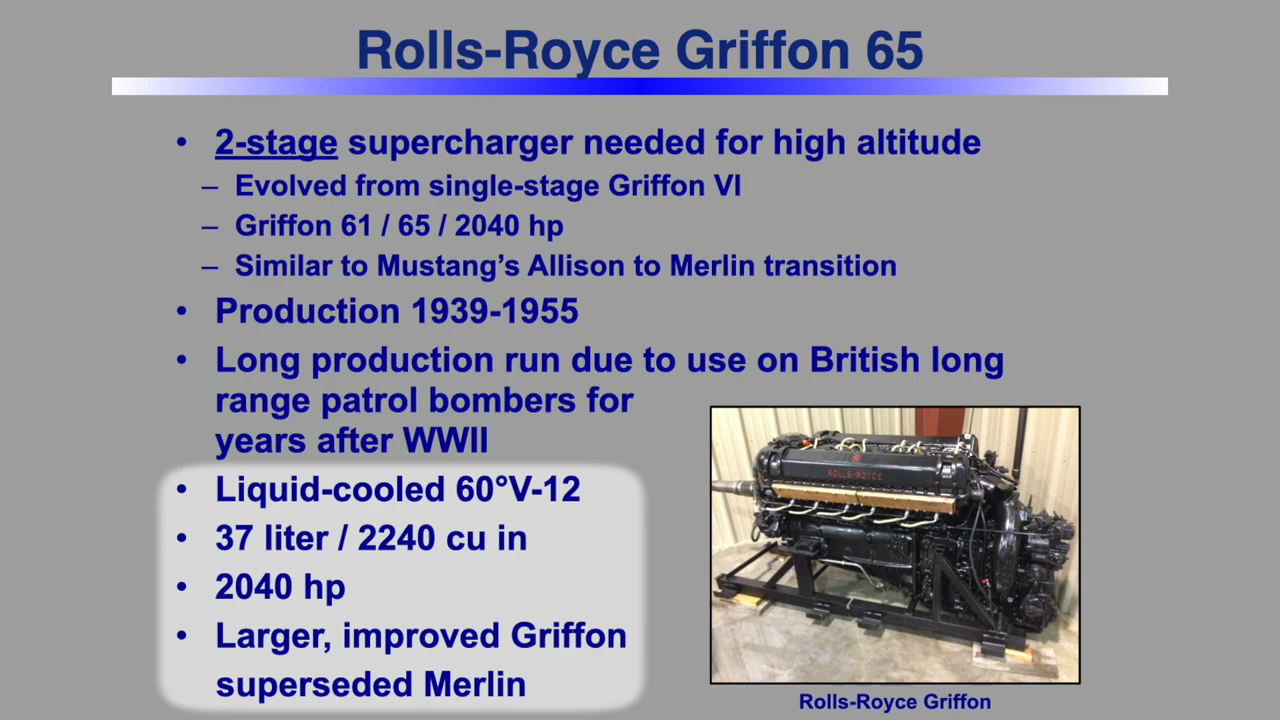 Rolls-Royce Griffon 65
• 2-stage supercharger needed for high altitude
– Evolved from single-stage Griffon VI
– Griffon 61 / 65 / 2040 hp
– Similar to Mustang’s Allison to Merlin transition
• Production 1939-1955
• Long production run due to use on British long
range patrol bombers for
years after WWII
• Liquid-cooled 60°V-12
• 37 liter / 2240 cu in
• 2040 hp
• Larger, improved Griffon
superseded Merlin
ROLLS-ROYCE
Rolls-Royce Griffon